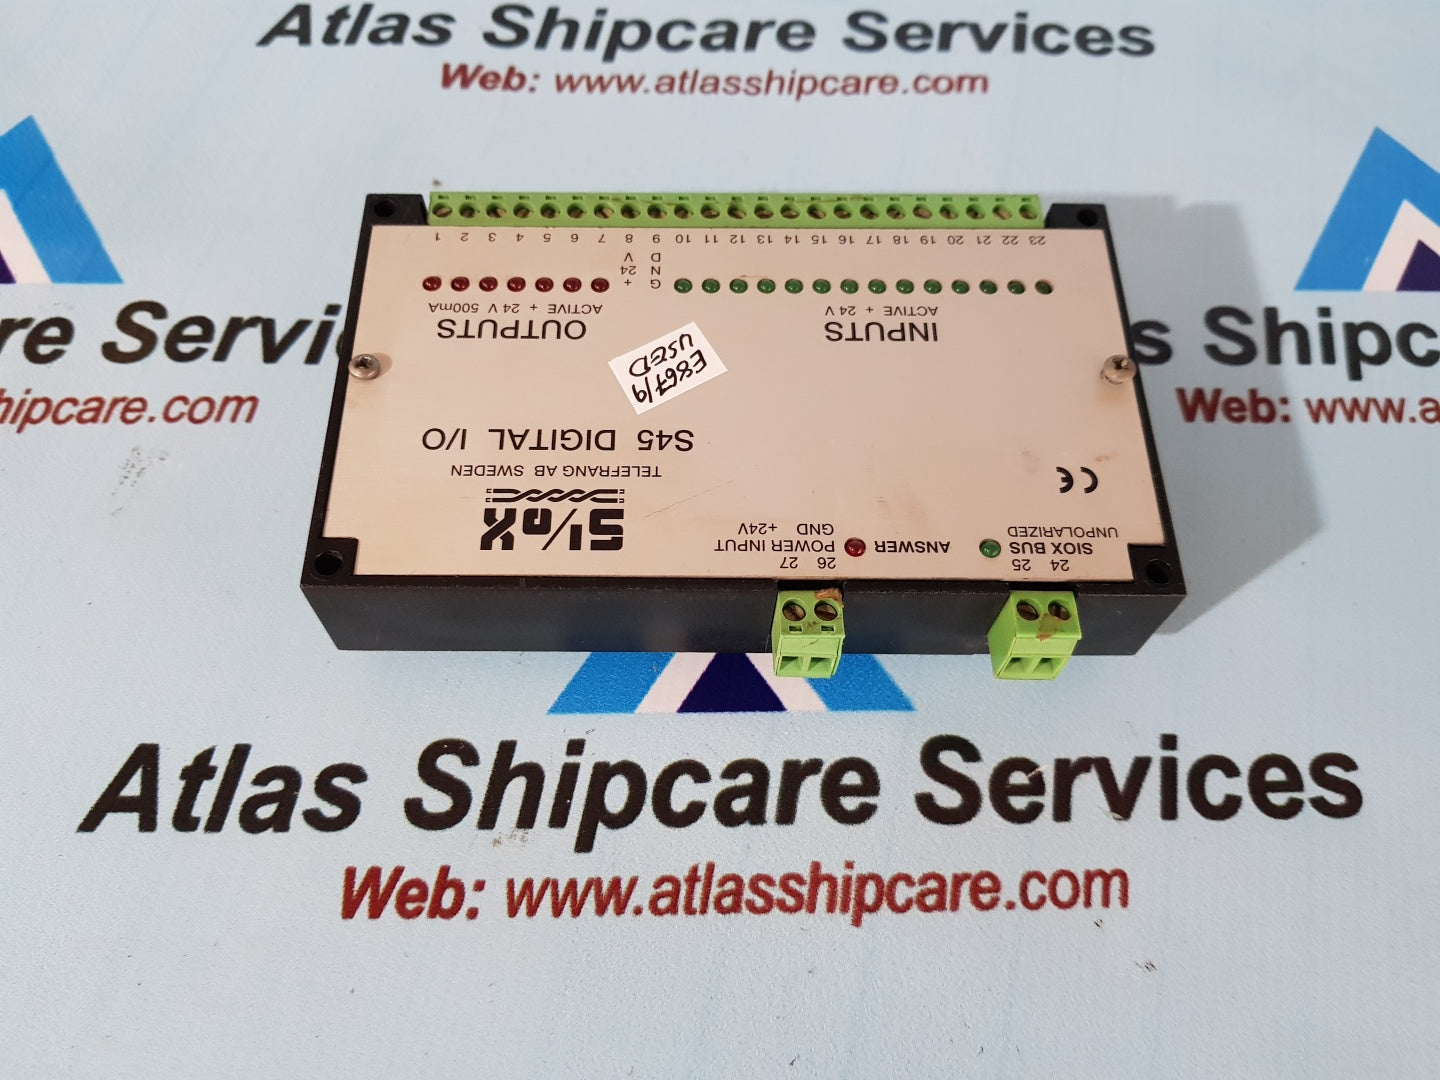 Atlas Shipcare Services
Web: www.atlasshipcare.com
re Servi
hipcare.com
s Shipc
Web: www.a
24 25
SIOX BUS
UNPOLARIZED
ANSWER
26 27
POWER INPUT
GND +24V
SIOX
TELEFRANG AB SWEDEN
S45 DIGITAL I/O
CE
E867/9
USED
INPUTS
ACTIVE + 24 V
OUTPUTS
ACTIVE + 24 V 500mA
G N D
+ 24 V
23 22 21 20 19 18 17 16 15 14 13 12 11 10 9 8 7 6 5 4 3 2 1
Atlas Shipcare Services
Web: www.atlasshipcare.com